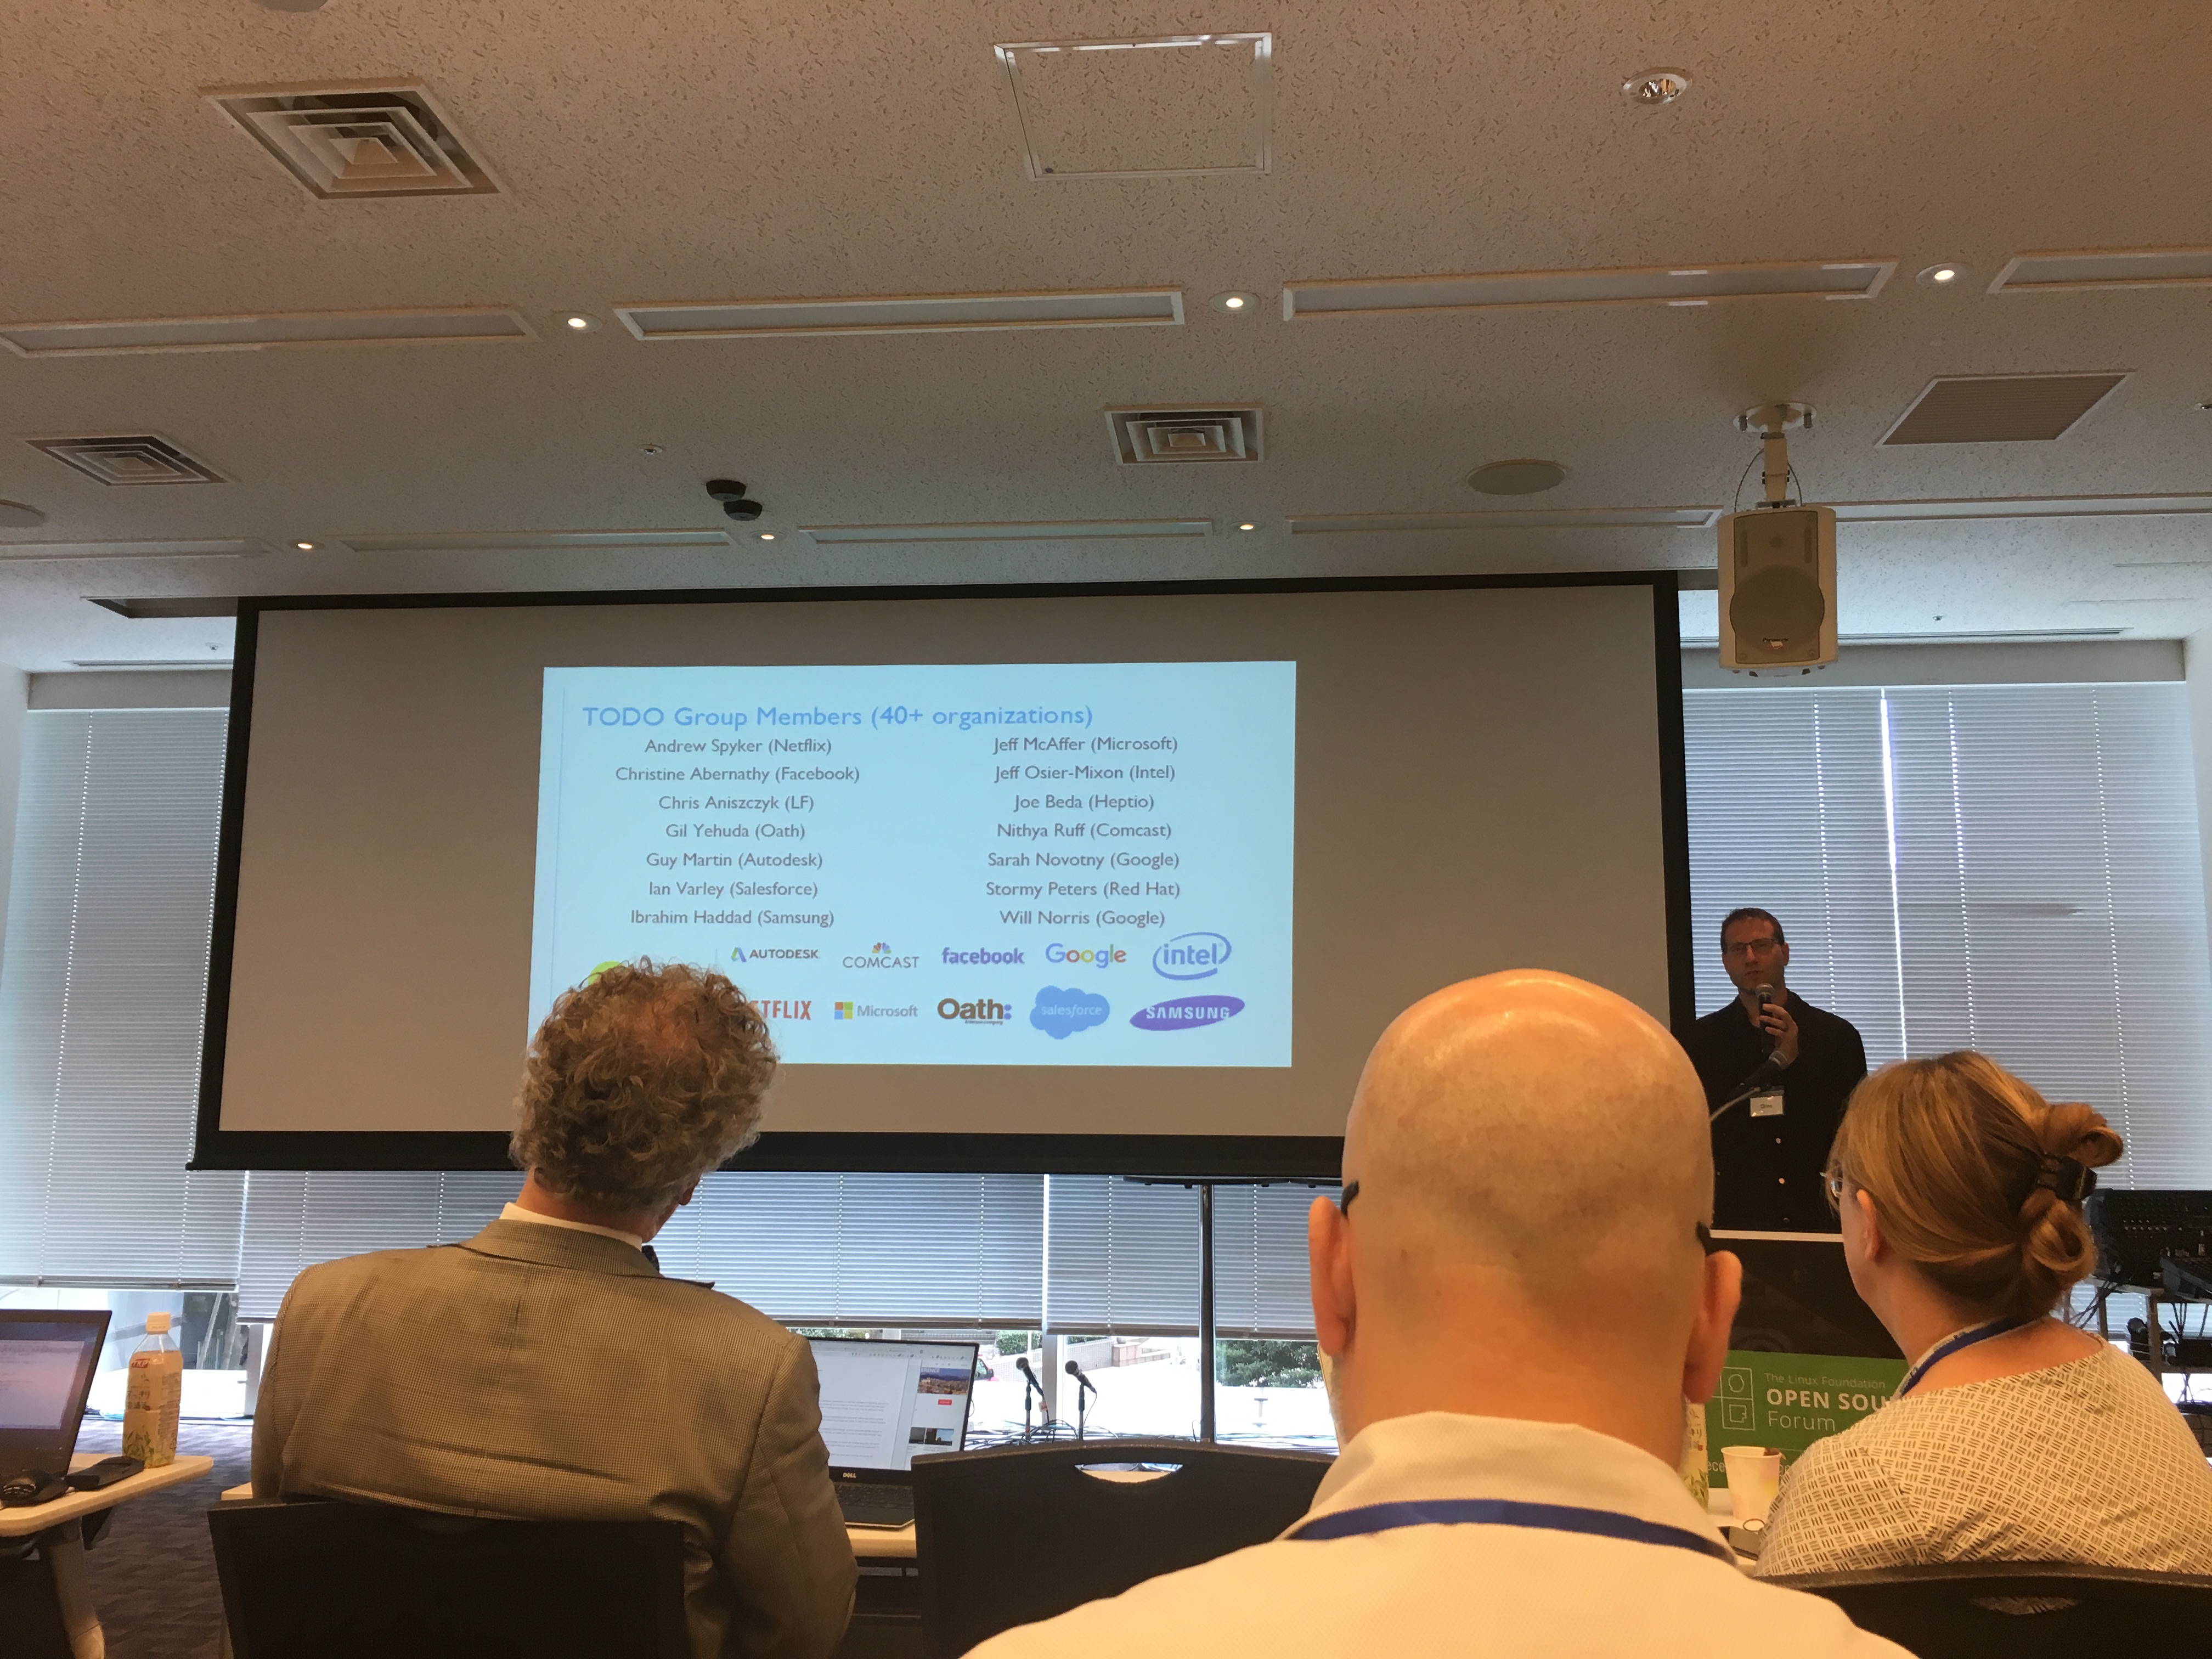 TODO Group Members (40+ organizations)
Andrew Spyker (Netflix)
Christine Abernathy (Facebook)
Chris Aniszczyk (LF)
Gil Yehuda (Oath)
Guy Martin (Autodesk)
Ian Varley (Salesforce)
Ibrahim Haddad (Samsung)
Jeff McAffer (Microsoft)
Jeff Osier-Mixon (Intel)
Joe Beda (Heptio)
Nithya Ruff (Comcast)
Sarah Novotny (Google)
Stormy Peters (Red Hat)
Will Norris (Google)
AUTODESK COMCAST facebook Google intel
TFLIX Microsoft Oath: salesforce SAMSUNG
DELL
The Linux Foundation
OPEN SOU
Forum